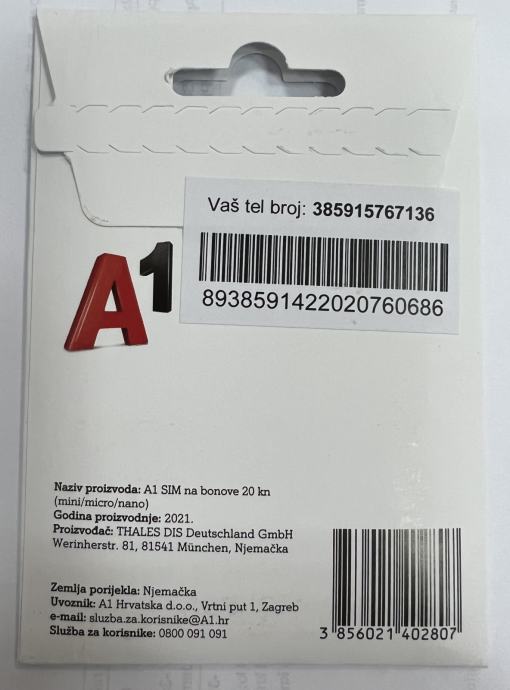 Vaš tel broj: 385915767136
8938591422020760686
A1
Naziv proizvoda: A1 SIM na bonove 20 kn
(mini/micro/nano)
Godina proizvodnje: 2021.
Proizvođač: THALES DIS Deutschland GmbH
Werinherstr. 81, 81541 München, Njemačka
Zemlja porijekla: Njemačka
Uvoznik: A1 Hrvatska d.o.o., Vrtni put 1, Zagreb
e-mail: sluzba.za.korisnike@A1.hr
Služba za korisnike: 0800 091 091
3 856021 402807